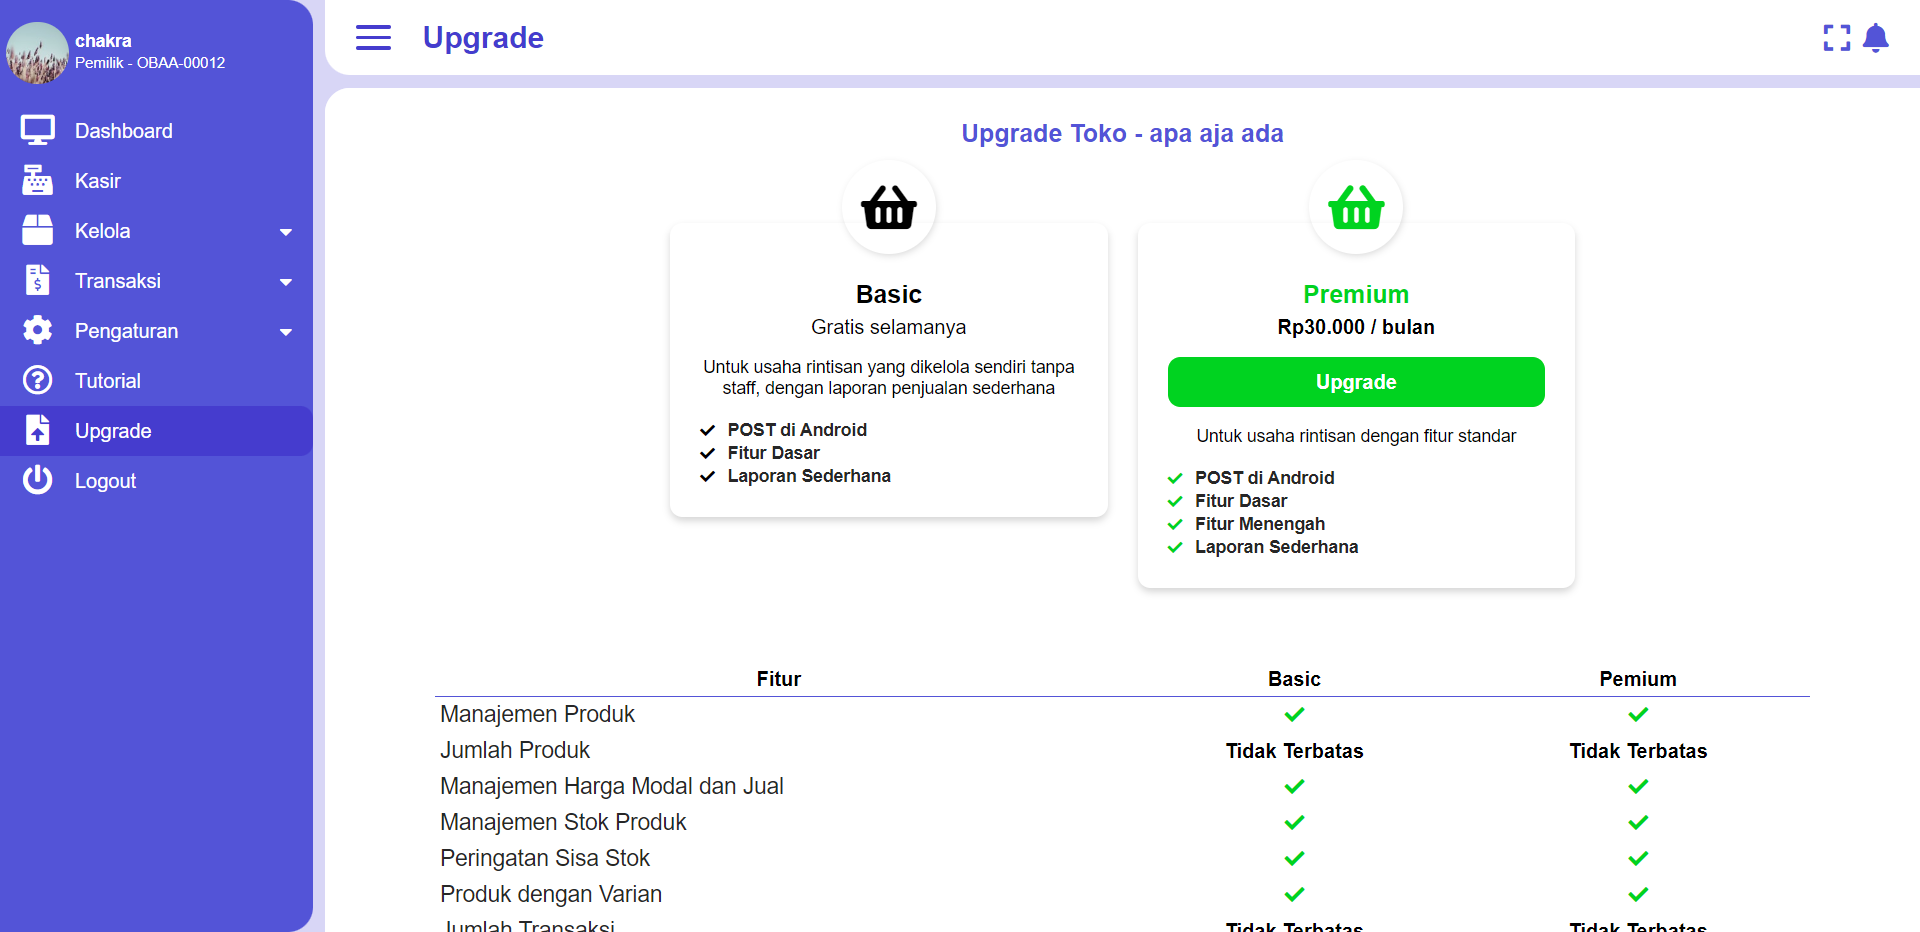 chakra
Pemilik - OBAA-00012
Dashboard
Kasir
Kelola
Transaksi
Pengaturan
Tutorial
Upgrade
Logout
Upgrade
Upgrade Toko - apa aja ada
Basic
Gratis selamanya
Untuk usaha rintisan yang dikelola sendiri tanpa
staff, dengan laporan penjualan sederhana
POST di Android
Fitur Dasar
Laporan Sederhana
Premium
Rp30.000 / bulan
Upgrade
Untuk usaha rintisan dengan fitur standar
POST di Android
Fitur Dasar
Fitur Menengah
Laporan Sederhana
Fitur Basic Pemium
Manajemen Produk
Jumlah Produk Tidak Terbatas Tidak Terbatas
Manajemen Harga Modal dan Jual
Manajemen Stok Produk
Peringatan Sisa Stok
Produk dengan Varian
Jumlah Transaksi Tidak Terbatas Tidak Terbatas